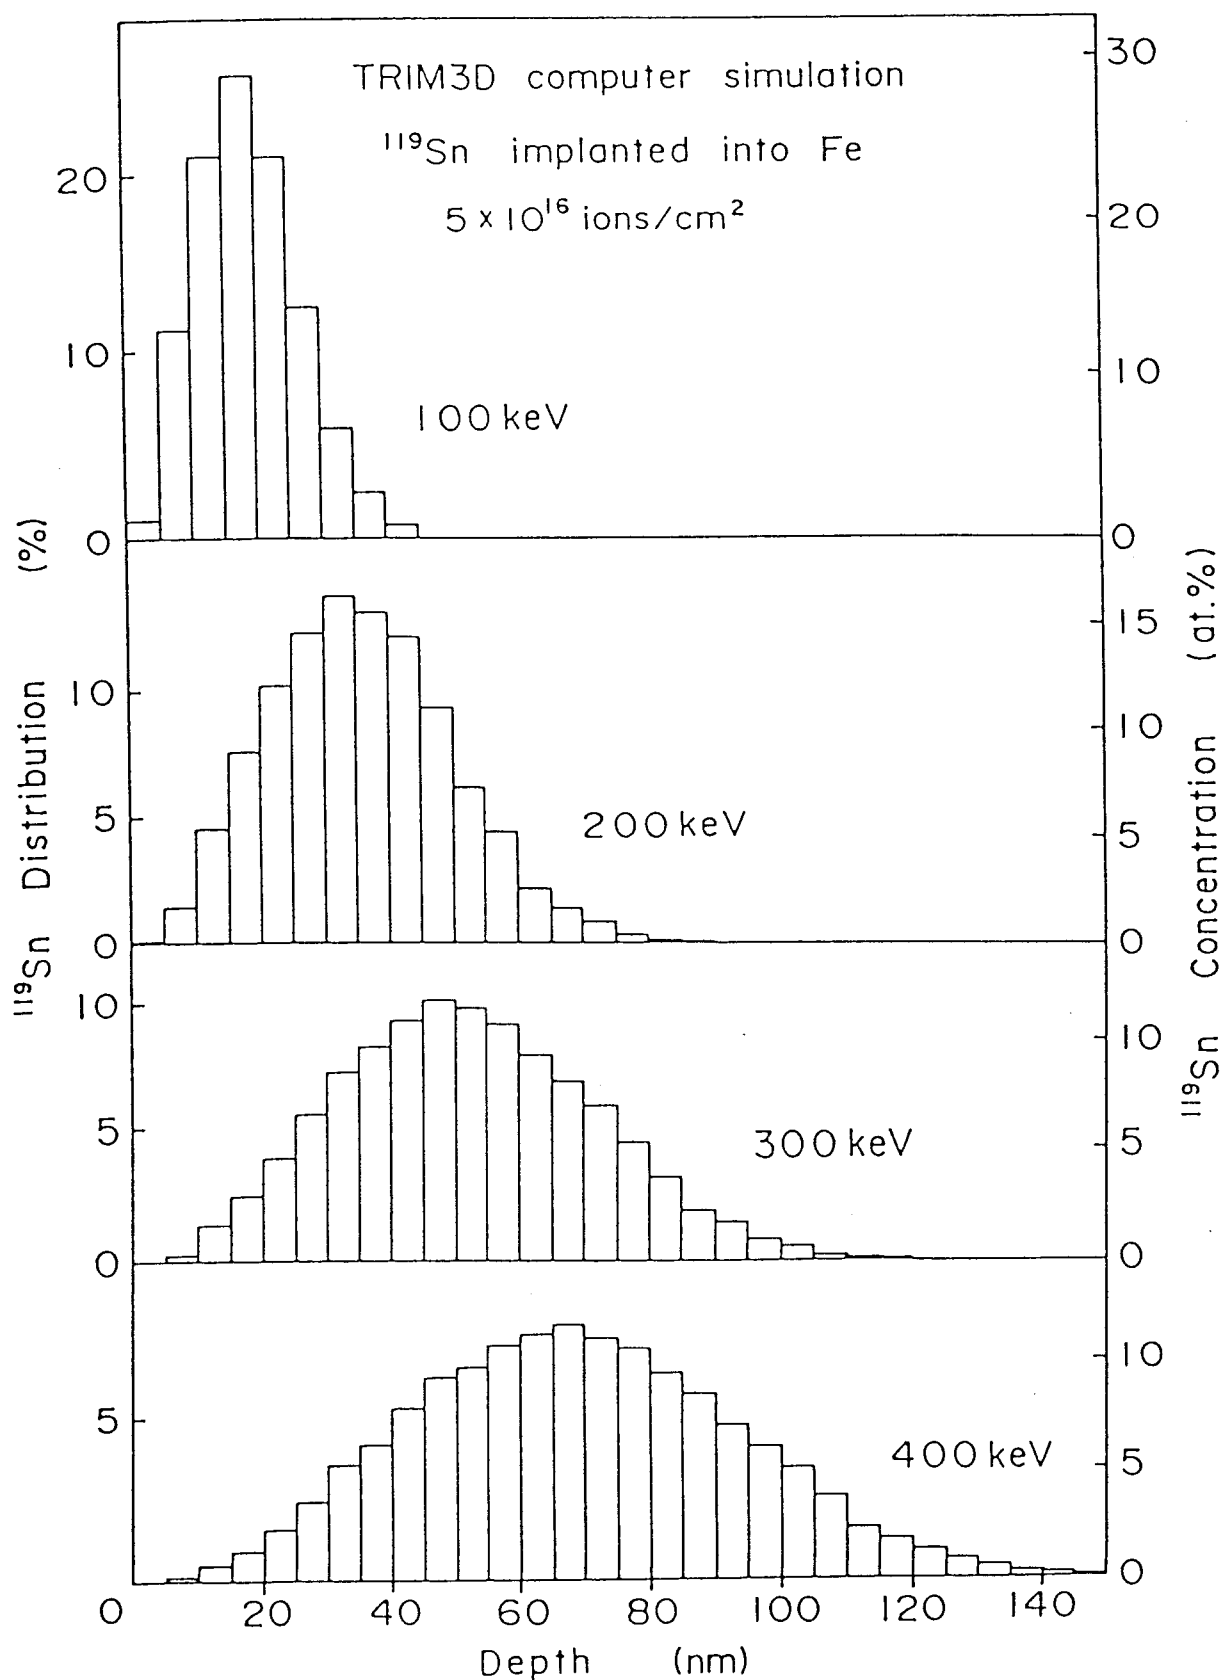 TRIM3D computer simulation
¹¹⁹Sn implanted into Fe
5 x 10¹⁶ ions/cm²
20
10
0
30
20
10
0
100 keV
10
5
0
15
10
5
0
200 keV
10
5
0
10
5
0
300 keV
5
10
5
0
400 keV
0 20 40 60 80 100 120 140
Depth (nm)
¹¹⁹Sn Distribution (%)
¹¹⁹Sn Concentration (at.%)